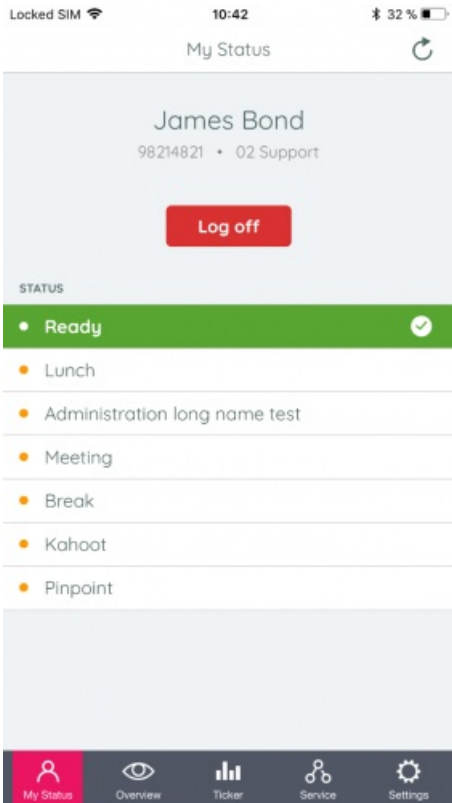 Locked SIM 10:42 32 %
My Status
James Bond
98214821 • 02 Support
Log off
STATUS
• Ready
• Lunch
• Administration long name test
• Meeting
• Break
• Kahoot
• Pinpoint
My Status Overview Ticker Service Settings